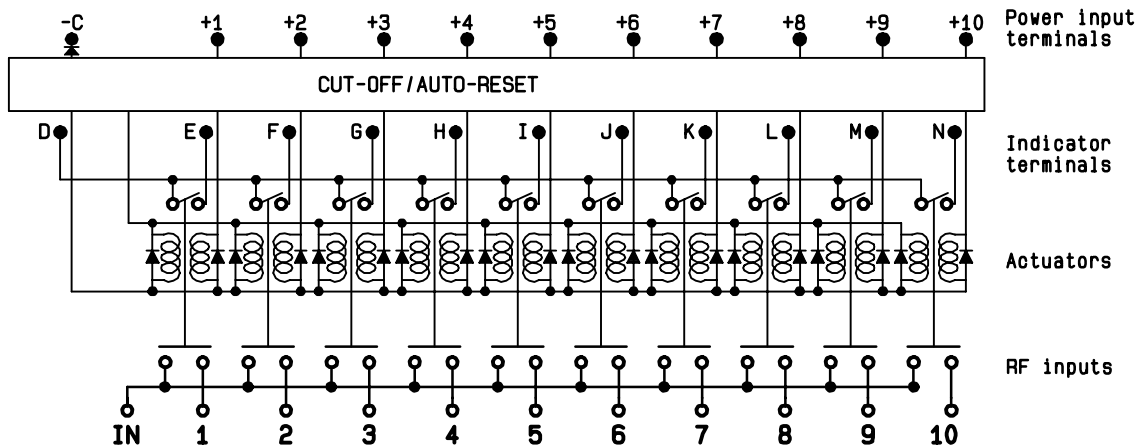 -C +1 +2 +3 +4 +5 +6 +7 +8 +9 +10
Power input
terminals
CUT-OFF/AUTO-RESET
D E F G H I J K L M N
Indicator
terminals
Actuators
RF inputs
IN 1 2 3 4 5 6 7 8 9 10